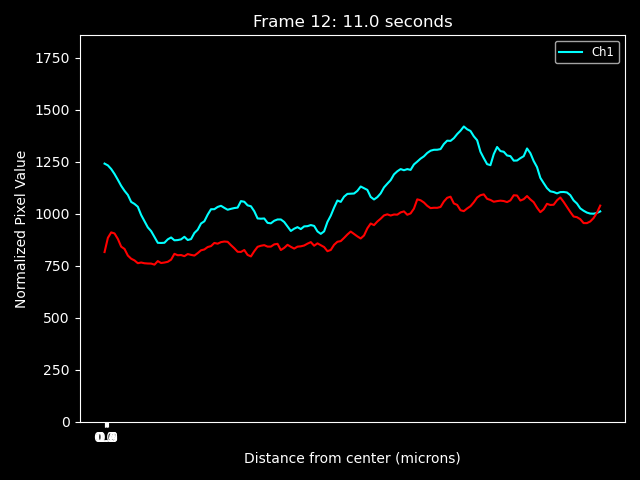 Frame 12: 11.0 seconds
Ch1
1750
1500
1250
1000
750
500
250
0
Normalized Pixel Value
Distance from center (microns)